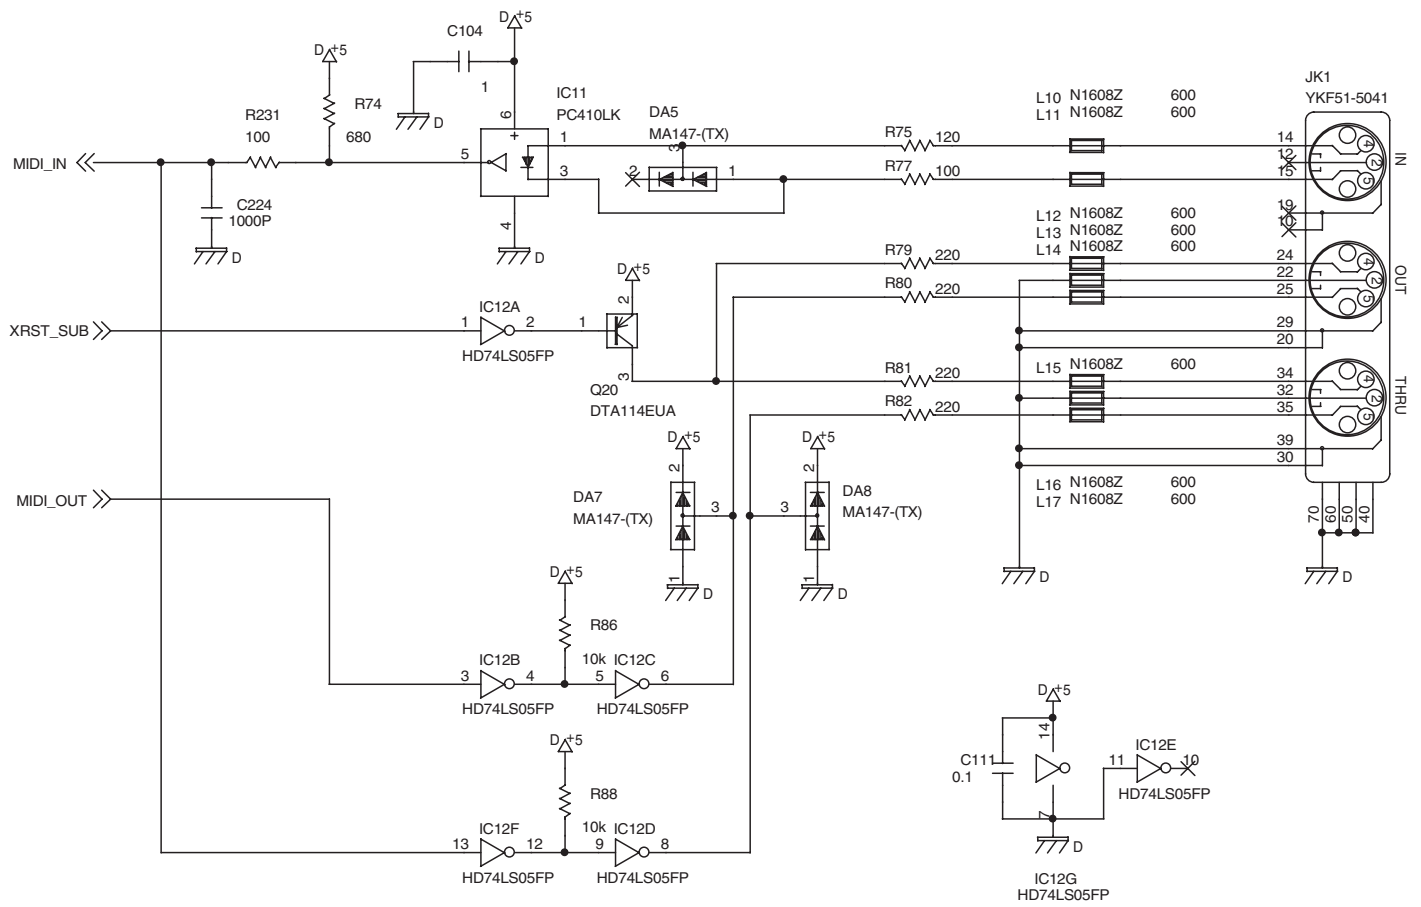 D +5
C104
1
D
D +5
R74
680
R231
100
MIDI_IN
C224
1000P
D
IC11
PC410LK
6
+
5
1
3
4
D
DA5
MA147-(TX)
3
2
1
R75
120
R77
100
L10 N1608Z 600
L11 N1608Z 600
JK1
YKF51-5041
14
12
15
4
2
5
IN
19
10
L12 N1608Z 600
L13 N1608Z 600
L14 N1608Z 600
R79
220
R80
220
24
22
25
4
2
5
OUT
29
20
XRST_SUB
IC12A
1
2
HD74LS05FP
D +5
2
1
3
Q20
DTA114EUA
R81
220
R82
220
L15 N1608Z 600
34
32
35
4
2
5
THRU
39
30
L16 N1608Z 600
L17 N1608Z 600
70
60
50
40
D
D
MIDI_OUT
D +5
2
DA7
MA147-(TX)
3
1
D
D +5
2
DA8
MA147-(TX)
3
1
D
D +5
R86
10k
IC12B
3
4
HD74LS05FP
IC12C
5
6
HD74LS05FP
D +5
R88
10k
IC12F
13
12
HD74LS05FP
IC12D
9
8
HD74LS05FP
D +5
14
C111
0.1
7
D
IC12G
HD74LS05FP
IC12E
11
10
HD74LS05FP